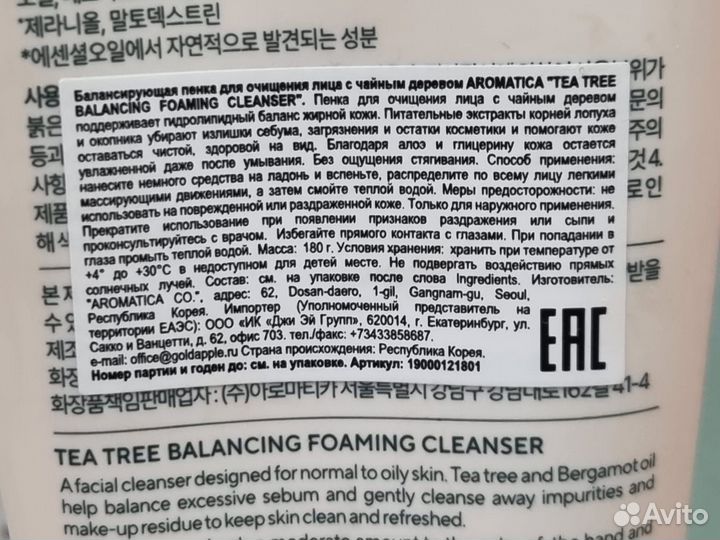 *제라니올, 말토덱스트린
*에센셜오일에서 자연적으로 발견되는 성분
Балансирующая пенка для очищения лица с чайным деревом AROMATICA "TEA TREE
BALANCING FOAMING CLEANSER". Пенка для очищения лица с чайным деревом
поддерживает гидролипидный баланс жирной кожи. Питательные экстракты корней лопуха
и окопника убирают излишки себума, загрязнения и остатки косметики и помогают коже
оставаться чистой, здоровой на вид. Благодаря алоэ и глицерину кожа остается
увлажненной даже после умывания. Без ощущения стягивания. Способ применения:
нанесите немного средства на ладонь и вспеньте, распределите по всему лицу легкими
массирующими движениями, а затем смойте теплой водой. Меры предосторожности: не
использовать на поврежденной или раздраженной коже. Только для наружного применения.
Прекратите использование при появлении признаков раздражения или сыпи и
проконсультируйтесь с врачом. Избегайте прямого контакта с глазами. При попадании в
глаза промыть теплой водой. Масса: 180 г. Условия хранения: хранить при температуре от
+4° до +30°C в недоступном для детей месте. Не подвергать воздействию прямых
солнечных лучей. Состав: см. на упаковке после слова Ingredients. Изготовитель:
"AROMATICA CO.", адрес: 62, Dosan-daero, 1-gil, Gangnam-gu, Seoul,
Республика Корея. Импортер (Уполномоченный представитель на
территории ЕАЭС): ООО «ИК «Джи Эй Групп», 620014, г. Екатеринбург, ул.
Сакко и Ванцетти, д. 62, офис 703. тел./факс: +73433858687.
e-mail: office@goldapple.ru Страна происхождения: Республика Корея.
Номер партии и годен до: см. на упаковке. Артикул: 19000121801
EAC
화장품책임판매업자 : (주)아로마티카 서울특별시 강남구 강남대로162길 41-4
TEA TREE BALANCING FOAMING CLEANSER
A facial cleanser designed for normal to oily skin. Tea tree and Bergamot oil
help balance excessive sebum and gently cleanse away impurities and
make-up residue to keep skin clean and refreshed.
Avito